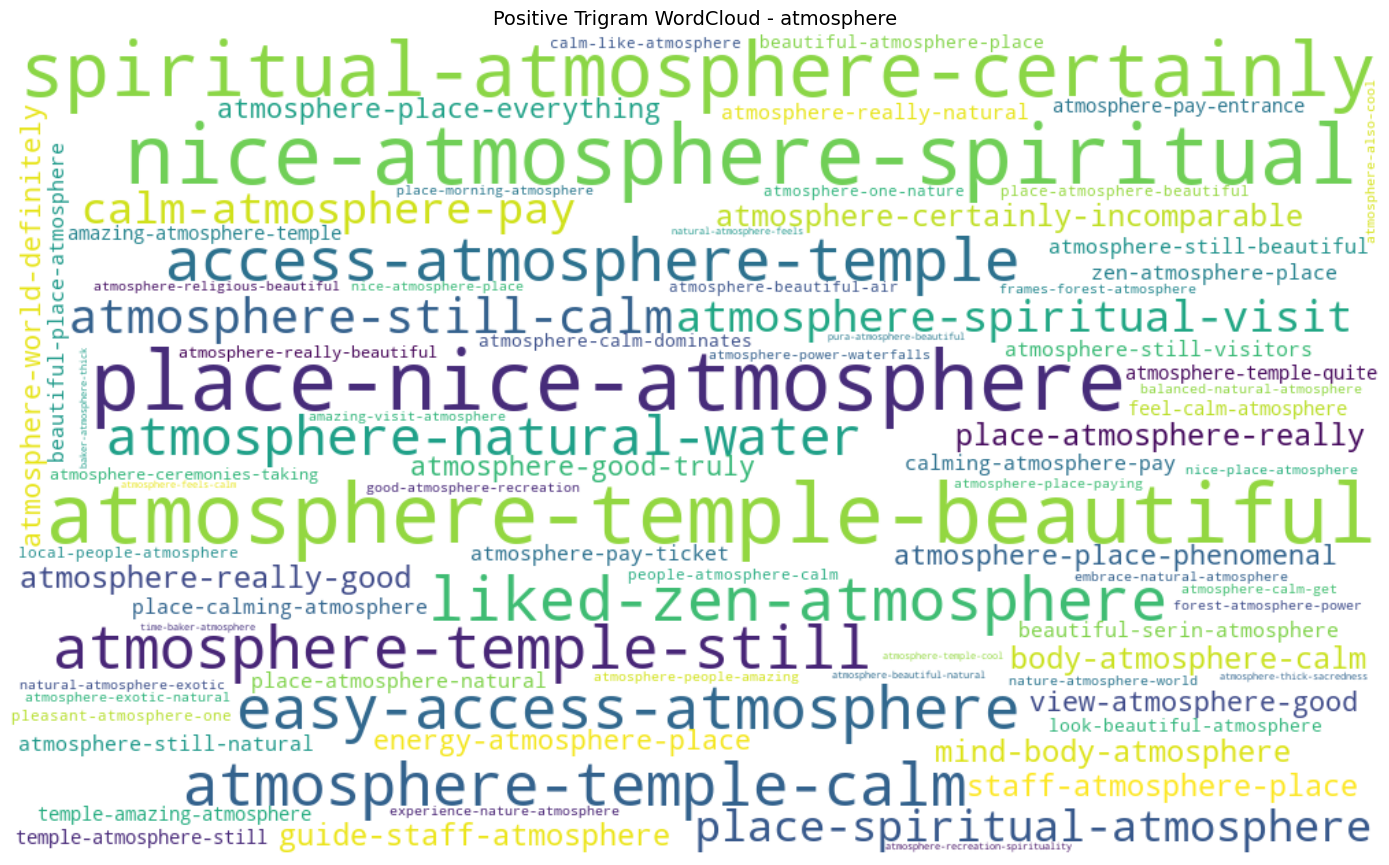 Positive Trigram WordCloud - atmosphere
calm-like-atmosphere
beautiful-atmosphere-place
spiritual-atmosphere-certainly
atmosphere-also-cool
atmosphere-place-everything
atmosphere-really-natural
atmosphere-pay-entrance
atmosphere-world-definitely
nice-atmosphere-spiritual
beautiful-place-atmosphere
place-morning-atmosphere
atmosphere-one-nature
place-atmosphere-beautiful
calm-atmosphere-pay
atmosphere-certainly-incomparable
amazing-atmosphere-temple
natural-atmosphere-feels
access-atmosphere-temple
atmosphere-still-beautiful
zen-atmosphere-place
atmosphere-religious-beautiful
nice-atmosphere-place
atmosphere-beautiful-air
frames-forest-atmosphere
atmosphere-still-calm
atmosphere-spiritual-visit
atmosphere-calm-dominates
pura-atmosphere-beautiful
atmosphere-really-beautiful
atmosphere-power-waterfalls
atmosphere-still-visitors
baker-atmosphere-thick
place-nice-atmosphere
atmosphere-temple-quite
balanced-natural-atmosphere
amazing-visit-atmosphere
feel-calm-atmosphere
atmosphere-natural-water
place-atmosphere-really
atmosphere-good-truly
calming-atmosphere-pay
nice-place-atmosphere
atmosphere-ceremonies-taking
atmosphere-feels-calm
good-atmosphere-recreation
atmosphere-place-paying
atmosphere-temple-beautiful
local-people-atmosphere
atmosphere-pay-ticket
atmosphere-place-phenomenal
atmosphere-really-good
people-atmosphere-calm
embrace-natural-atmosphere
liked-zen-atmosphere
atmosphere-calm-get
place-calming-atmosphere
forest-atmosphere-power
time-baker-atmosphere
beautiful-serin-atmosphere
atmosphere-temple-still
atmosphere-temple-cool
body-atmosphere-calm
natural-atmosphere-exotic
place-atmosphere-natural
atmosphere-people-amazing
atmosphere-beautiful-natural
nature-atmosphere-world
atmosphere-thick-sacredness
atmosphere-exotic-natural
easy-access-atmosphere
view-atmosphere-good
pleasant-atmosphere-one
look-beautiful-atmosphere
atmosphere-still-natural
energy-atmosphere-place
mind-body-atmosphere
atmosphere-temple-calm
staff-atmosphere-place
temple-amazing-atmosphere
experience-nature-atmosphere
temple-atmosphere-still
guide-staff-atmosphere
place-spiritual-atmosphere
atmosphere-recreation-spirituality